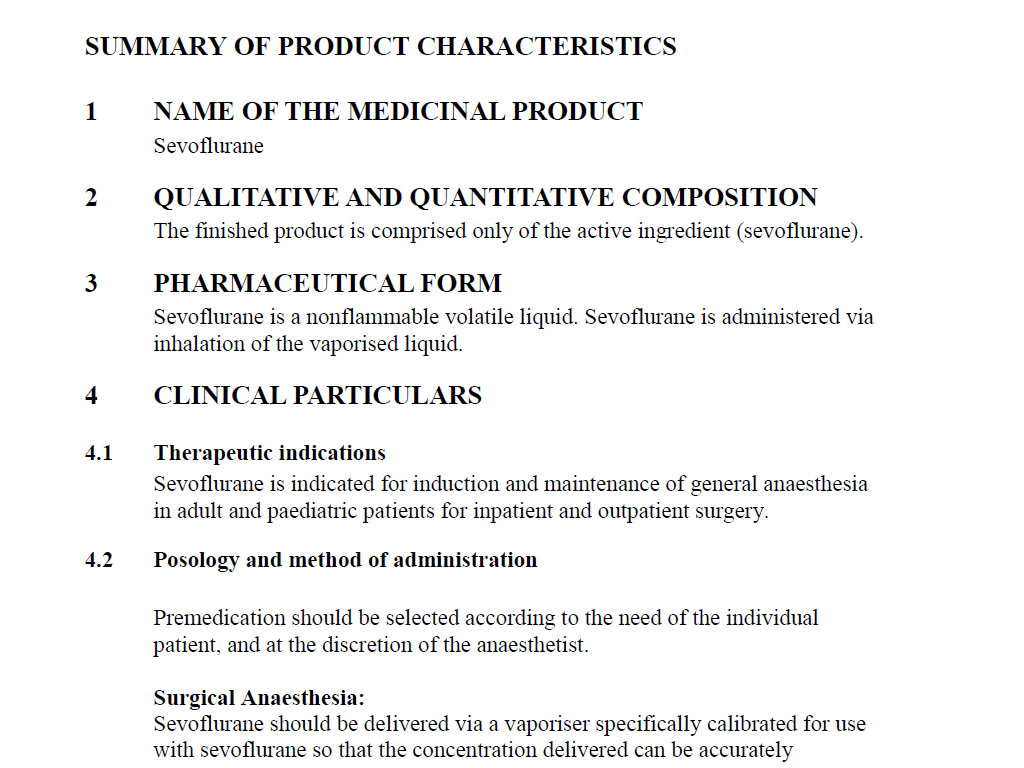 SUMMARY OF PRODUCT CHARACTERISTICS
1 NAME OF THE MEDICINAL PRODUCT
Sevoflurane
2 QUALITATIVE AND QUANTITATIVE COMPOSITION
The finished product is comprised only of the active ingredient (sevoflurane).
3 PHARMACEUTICAL FORM
Sevoflurane is a nonflammable volatile liquid. Sevoflurane is administered via
inhalation of the vaporised liquid.
4 CLINICAL PARTICULARS
4.1 Therapeutic indications
Sevoflurane is indicated for induction and maintenance of general anaesthesia
in adult and paediatric patients for inpatient and outpatient surgery.
4.2 Posology and method of administration
Premedication should be selected according to the need of the individual
patient, and at the discretion of the anaesthetist.
Surgical Anaesthesia:
Sevoflurane should be delivered via a vaporiser specifically calibrated for use
with sevoflurane so that the concentration delivered can be accurately